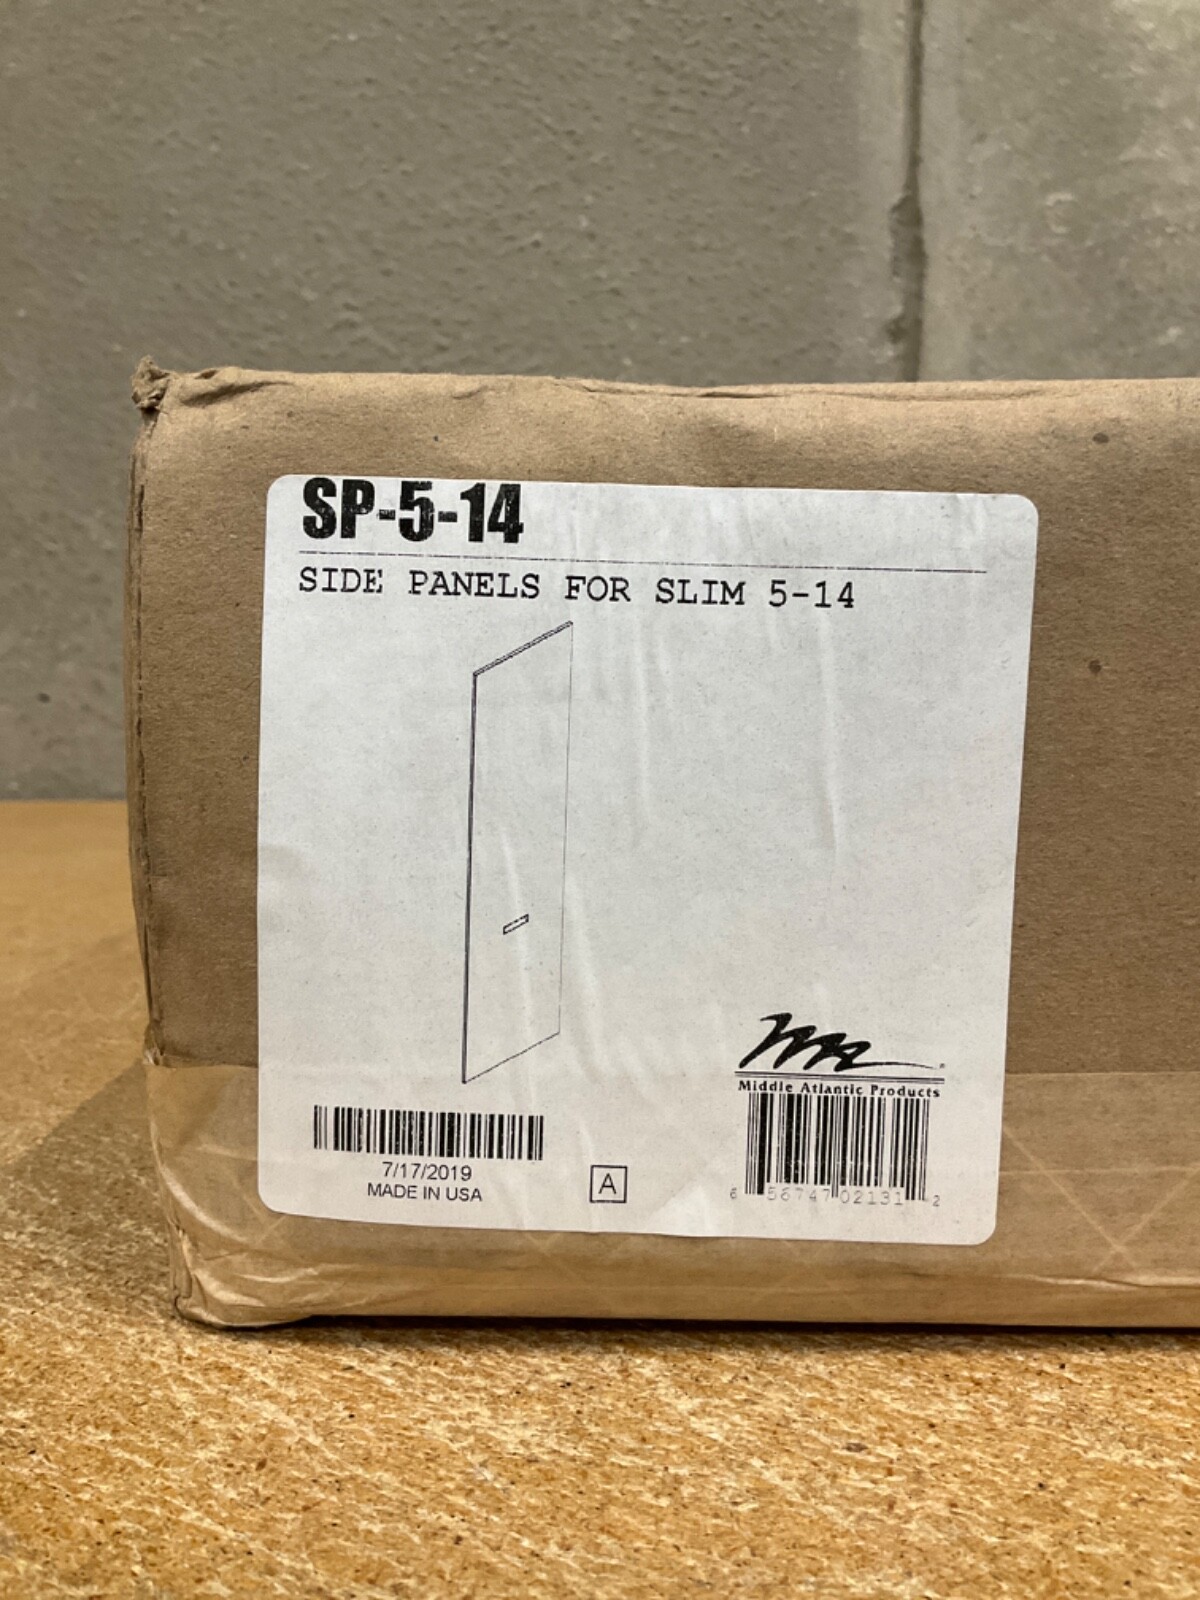 SP-5-14
SIDE PANELS FOR SLIM 5-14
Middle Atlantic Products
7/17/2019
MADE IN USA
A
6 56747 02131 2